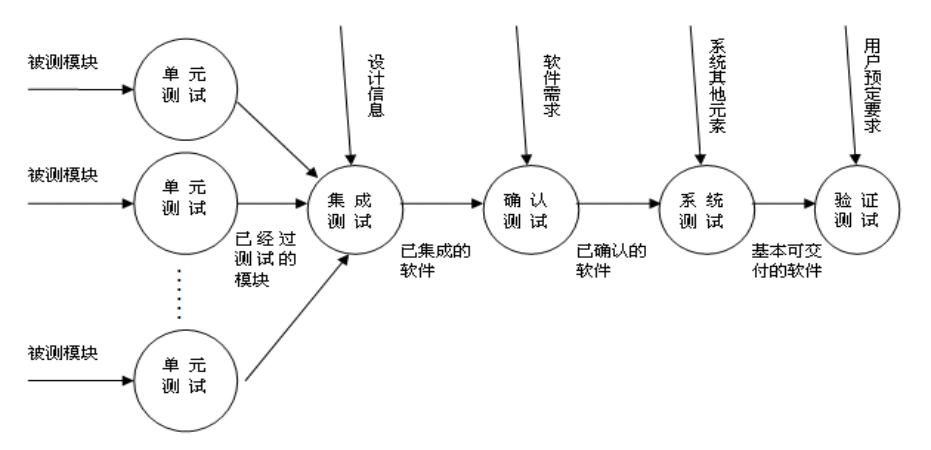 被测模块
单 元
测 试
被测模块
单 元
测 试
被测模块
单 元
测 试
已 经 过
测 试 的
模块
设计信息
集 成
测 试
已集成的
软件
软件需求
确 认
测 试
已确认的
软件
系统其他元素
系 统
测 试
基本可交
付的软件
用户预定要求
验 证
测 试